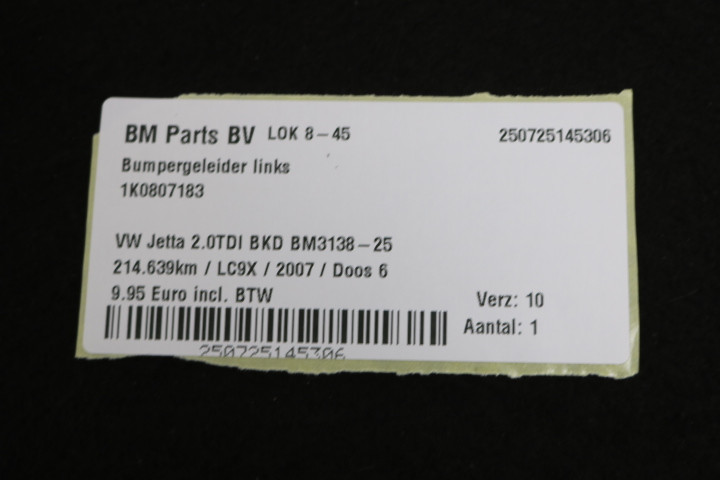 BM Parts BV LOK 8-45 250725145306
Bumpergeleider links
1K0807183
VW Jetta 2.0TDI BKD BM3138-25
214.639km / LC9X / 2007 / Doos 6
9.95 Euro incl. BTW Verz: 10
Aantal: 1
250725145306